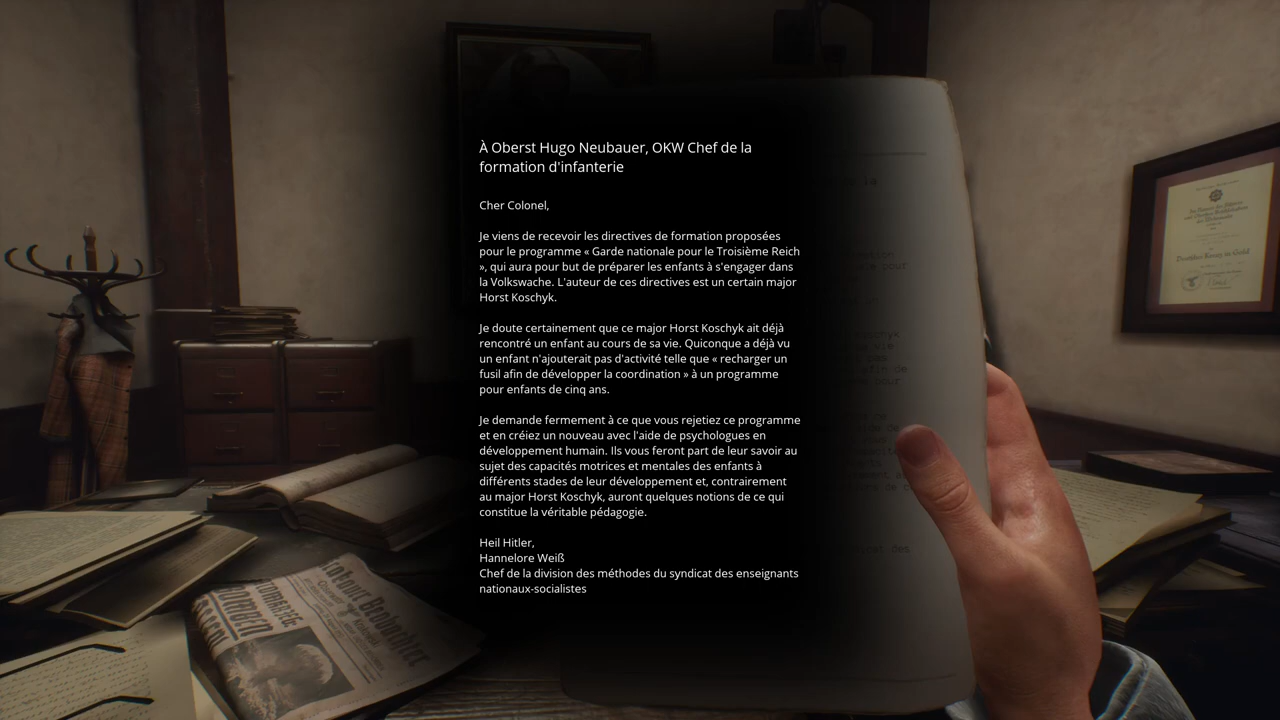 À Oberst Hugo Neubauer, OKW Chef de la
formation d'infanterie
Cher Colonel,
Je viens de recevoir les directives de formation proposées
pour le programme « Garde nationale pour le Troisième Reich
», qui aura pour but de préparer les enfants à s'engager dans
la Volkswache. L'auteur de ces directives est un certain major
Horst Koschyk.
Je doute certainement que ce major Horst Koschyk ait déjà
rencontré un enfant au cours de sa vie. Quiconque a déjà vu
un enfant n'ajouterait pas d'activité telle que « recharger un
fusil afin de développer la coordination » à un programme
pour enfants de cinq ans.
Je demande fermement à ce que vous rejetiez ce programme
et en créiez un nouveau avec l'aide de psychologues en
développement humain. Ils vous feront part de leur savoir au
sujet des capacités motrices et mentales des enfants à
différents stades de leur développement et, contrairement
au major Horst Koschyk, auront quelques notions de ce qui
constitue la véritable pédagogie.
Heil Hitler,
Hannelore Weiß
Chef de la division des méthodes du syndicat des enseignants
nationaux-socialistes